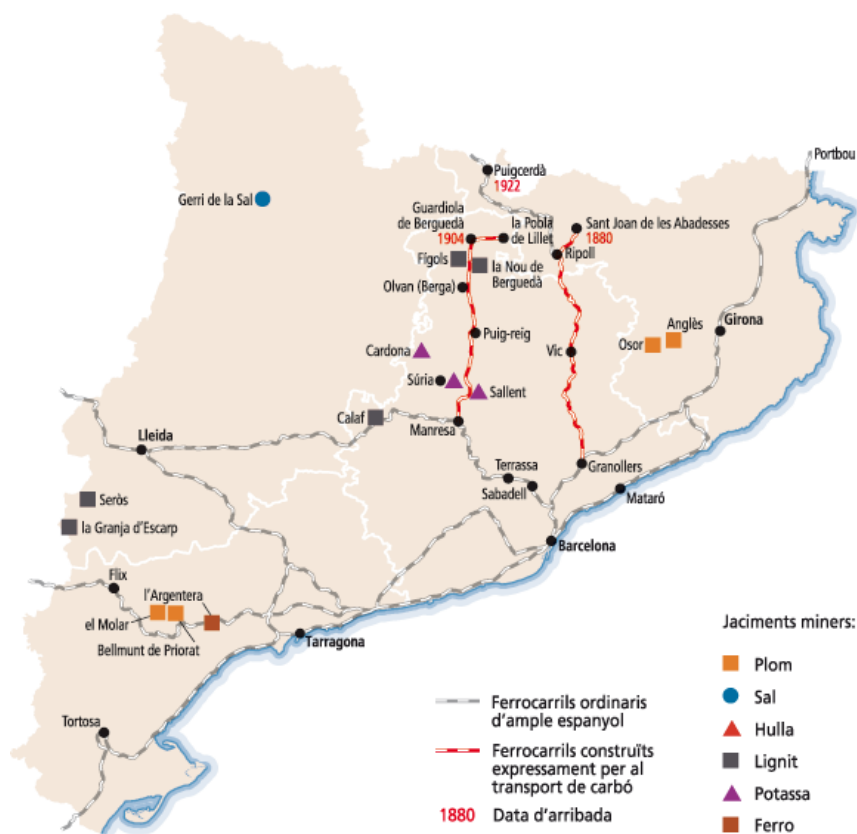 Portbou
Puigcerdà
1922
Gerri de la Sal
Guardiola
de Berguedà
1904
la Pobla
de Lillet
Sant Joan de les Abadesses
1880
Ripoll
Fígols
la Nou de
Berguedà
Olvan (Berga)
Puig-reig
Cardona
Vic
Osor
Anglès
Girona
Súria
Sallent
Calaf
Manresa
Lleida
Terrassa
Sabadell
Granollers
Mataró
Seròs
la Granja d'Escarp
Barcelona
Flix
l'Argentera
el Molar
Bellmunt de Priorat
Tarragona
Tortosa
Jaciments miners:
Plom
Sal
Hulla
Lignit
Potassa
Ferro
Ferrocarrils ordinaris
d'ample espanyol
Ferrocarrils construïts
expressament per al
transport de carbó
1880 Data d'arribada